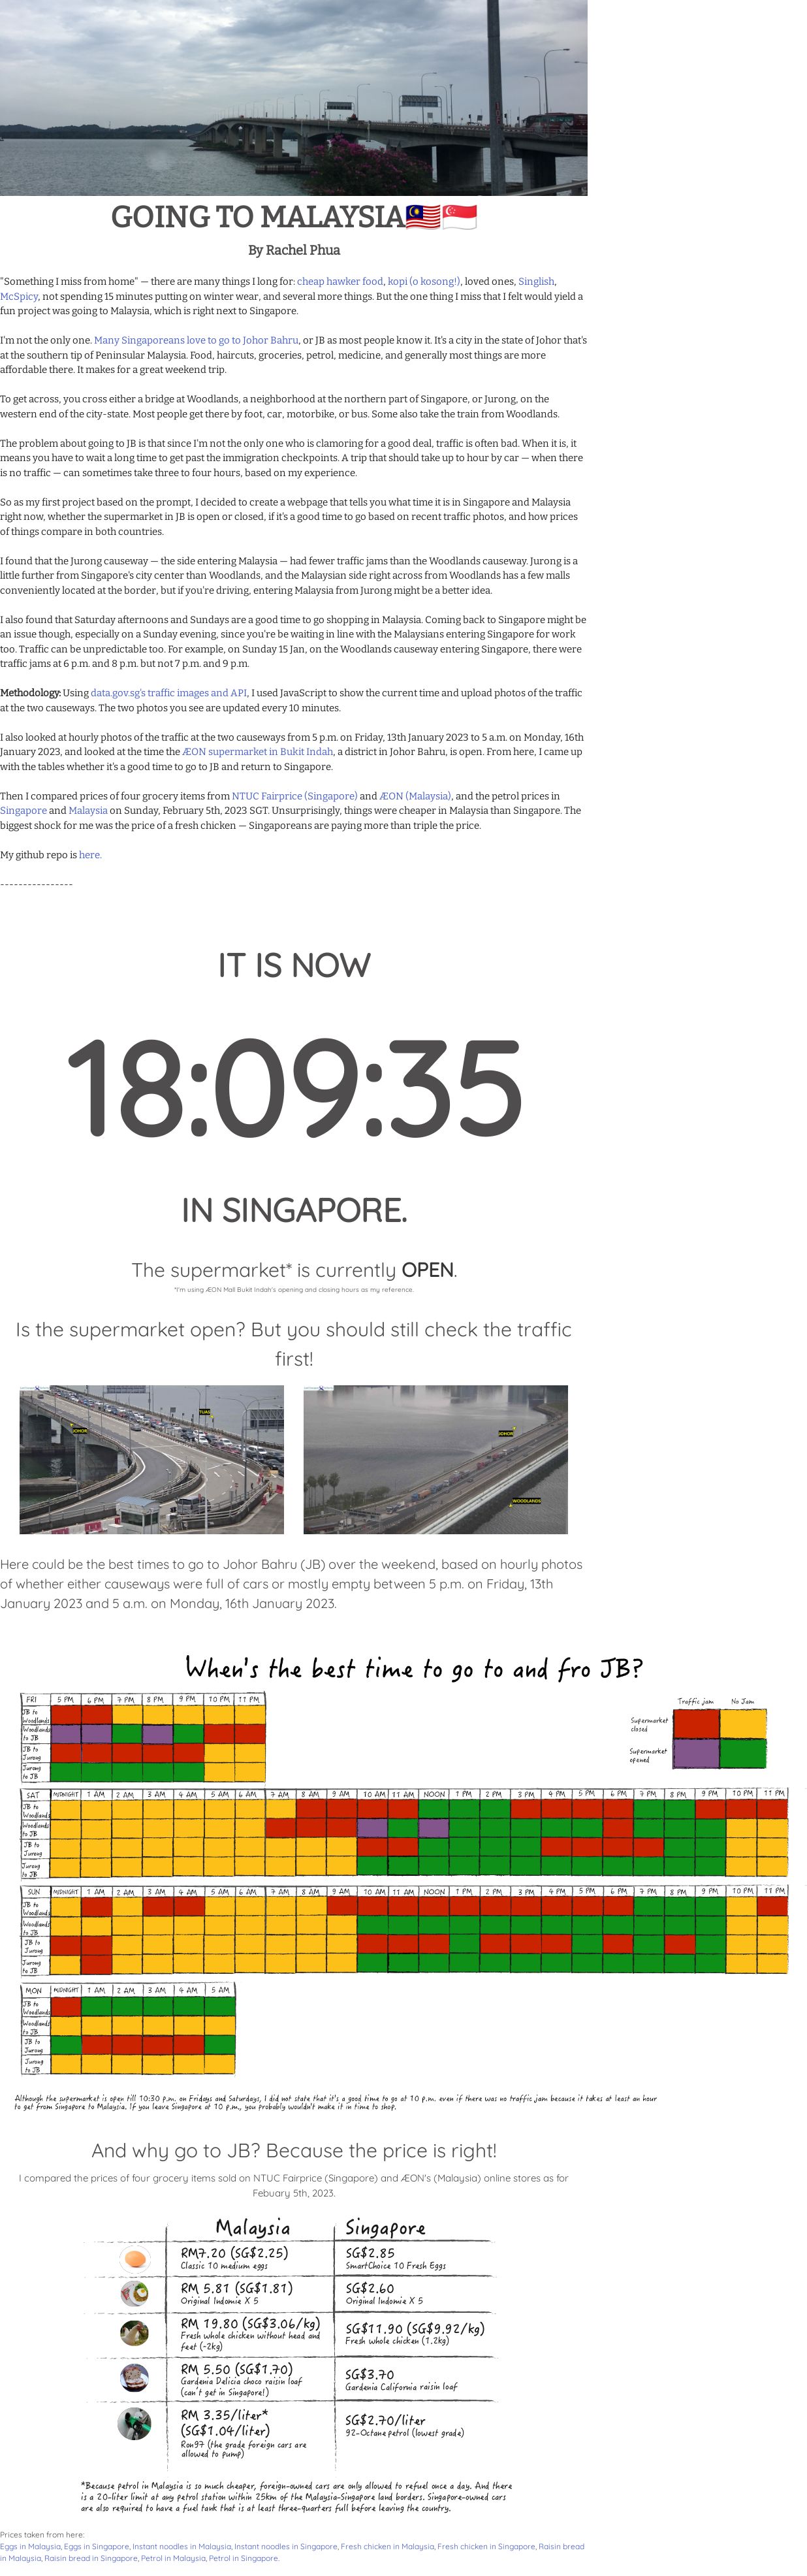 GOING TO MALAYSIA🇲🇾🇸🇬
By Rachel Phua
"Something I miss from home" — there are many things I long for: cheap hawker food, kopi (o kosong!), loved ones, Singlish,
McSpicy, not spending 15 minutes putting on winter wear, and several more things. But the one thing I miss that I felt would yield a
fun project was going to Malaysia, which is right next to Singapore.
I'm not the only one. Many Singaporeans love to go to Johor Bahru, or JB as most people know it. It's a city in the state of Johor that's
at the southern tip of Peninsular Malaysia. Food, haircuts, groceries, petrol, medicine, and generally most things are more
affordable there. It makes for a great weekend trip.
To get across, you cross either a bridge at Woodlands, a neighborhood at the northern part of Singapore, or Jurong, on the
western end of the city-state. Most people get there by foot, car, motorbike, or bus. Some also take the train from Woodlands.
The problem about going to JB is that since I'm not the only one who is clamoring for a good deal, traffic is often bad. When it is, it
means you have to wait a long time to get past the immigration checkpoints. A trip that should take up to hour by car — when there
is no traffic — can sometimes take three to four hours, based on my experience.
So as my first project based on the prompt, I decided to create a webpage that tells you what time it is in Singapore and Malaysia
right now, whether the supermarket in JB is open or closed, if it's a good time to go based on recent traffic photos, and how prices
of things compare in both countries.
I found that the Jurong causeway — the side entering Malaysia — had fewer traffic jams than the Woodlands causeway. Jurong is a
little further from Singapore's city center than Woodlands, and the Malaysian side right across from Woodlands has a few malls
conveniently located at the border, but if you're driving, entering Malaysia from Jurong might be a better idea.
I also found that Saturday afternoons and Sundays are a good time to go shopping in Malaysia. Coming back to Singapore might be
an issue though, especially on a Sunday evening, since you're be waiting in line with the Malaysians entering Singapore for work
too. Traffic can be unpredictable too. For example, on Sunday 15 Jan, on the Woodlands causeway entering Singapore, there were
traffic jams at 6 p.m. and 8 p.m. but not 7 p.m. and 9 p.m.
Methodology: Using data.gov.sg's traffic images and API, I used JavaScript to show the current time and upload photos of the traffic
at the two causeways. The two photos you see are updated every 10 minutes.
I also looked at hourly photos of the traffic at the two causeways from 5 p.m. on Friday, 13th January 2023 to 5 a.m. on Monday, 16th
January 2023, and looked at the time the ÆON supermarket in Bukit Indah, a district in Johor Bahru, is open. From here, I came up
with the tables whether it's a good time to go to JB and return to Singapore.
Then I compared prices of four grocery items from NTUC Fairprice (Singapore) and ÆON (Malaysia), and the petrol prices in
Singapore and Malaysia on Sunday, February 5th, 2023 SGT. Unsurprisingly, things were cheaper in Malaysia than Singapore. The
biggest shock for me was the price of a fresh chicken — Singaporeans are paying more than triple the price.
My github repo is here.
----------------
IT IS NOW
18:09:35
IN SINGAPORE.
The supermarket* is currently OPEN.
*I'm using ÆON Mall Bukit Indah's opening and closing hours as my reference.
Is the supermarket open? But you should still check the traffic
first!
TUAS
JOHOR
JOHOR
WOODLANDS
Here could be the best times to go to Johor Bahru (JB) over the weekend, based on hourly photos
of whether either causeways were full of cars or mostly empty between 5 p.m. on Friday, 13th
January 2023 and 5 a.m. on Monday, 16th January 2023.
When's the best time to go to and fro JB?
FRI 5 PM 6 PM 7 PM 8 PM 9 PM 10 PM 11 PM
JB to
Woodlands
Woodlands
to JB
JB to
Jurong
Jurong
to JB
Traffic jam No Jam
Supermarket
closed
Supermarket
opened
SAT MIDNIGHT 1 AM 2 AM 3 AM 4 AM 5 AM 6 AM 7 AM 8 AM 9 AM 10 AM 11 AM NOON 1 PM 2 PM 3 PM 4 PM 5 PM 6 PM 7 PM 8 PM 9 PM 10 PM 11 PM
JB to
Woodlands
Woodlands
to JB
JB to
Jurong
Jurong
to JB
SUN MIDNIGHT 1 AM 2 AM 3 AM 4 AM 5 AM 6 AM 7 AM 8 AM 9 AM 10 AM 11 AM NOON 1 PM 2 PM 3 PM 4 PM 5 PM 6 PM 7 PM 8 PM 9 PM 10 PM 11 PM
JB to
Woodlands
Woodlands
to JB
JB to
Jurong
Jurong
to JB
MON MIDNIGHT 1 AM 2 AM 3 AM 4 AM 5 AM
JB to
Woodlands
Woodlands
to JB
JB to
Jurong
Jurong
to JB
Although the supermarket is open till 10:30 p.m. on Fridays and Saturdays, I did not state that it's a good time to go at 10 p.m. even if there was no traffic jam because it takes at least an hour
to get from Singapore to Malaysia. If you leave Singapore at 10 p.m., you probably wouldn't make it in time to shop.
And why go to JB? Because the price is right!
I compared the prices of four grocery items sold on NTUC Fairprice (Singapore) and ÆON's (Malaysia) online stores as for
Febuary 5th, 2023.
Malaysia Singapore
RM7.20 (SG$2.25) SG$2.85
Classic 10 medium eggs SmartChoice 10 Fresh Eggs
RM 5.81 (SG$1.81) SG$2.60
Original Indomie X 5 Original Indomie X 5
RM 19.80 (SG$3.06/kg) SG$11.90 (SG$9.92/kg)
Fresh whole chicken without head and Fresh whole chicken (1.2kg)
feet (~2kg)
RM 5.50 (SG$1.70) SG$3.70
Gardenia Delicia choco raisin loaf Gardenia California raisin loaf
(can't get in Singapore!)
RM 3.35/liter* SG$2.70/liter
(SG$1.04/liter) 92-Octane petrol (lowest grade)
Ron97 (the grade foreign cars are
allowed to pump)
*Because petrol in Malaysia is so much cheaper, foreign-owned cars are only allowed to refuel once a day. And there
is a 20-liter limit at any petrol station within 25km of the Malaysia-Singapore land borders. Singapore-owned cars
are also required to have a fuel tank that is at least three-quarters full before leaving the country.
Prices taken from here:
Eggs in Malaysia, Eggs in Singapore, Instant noodles in Malaysia, Instant noodles in Singapore, Fresh chicken in Malaysia, Fresh chicken in Singapore, Raisin bread
in Malaysia, Raisin bread in Singapore, Petrol in Malaysia, Petrol in Singapore.